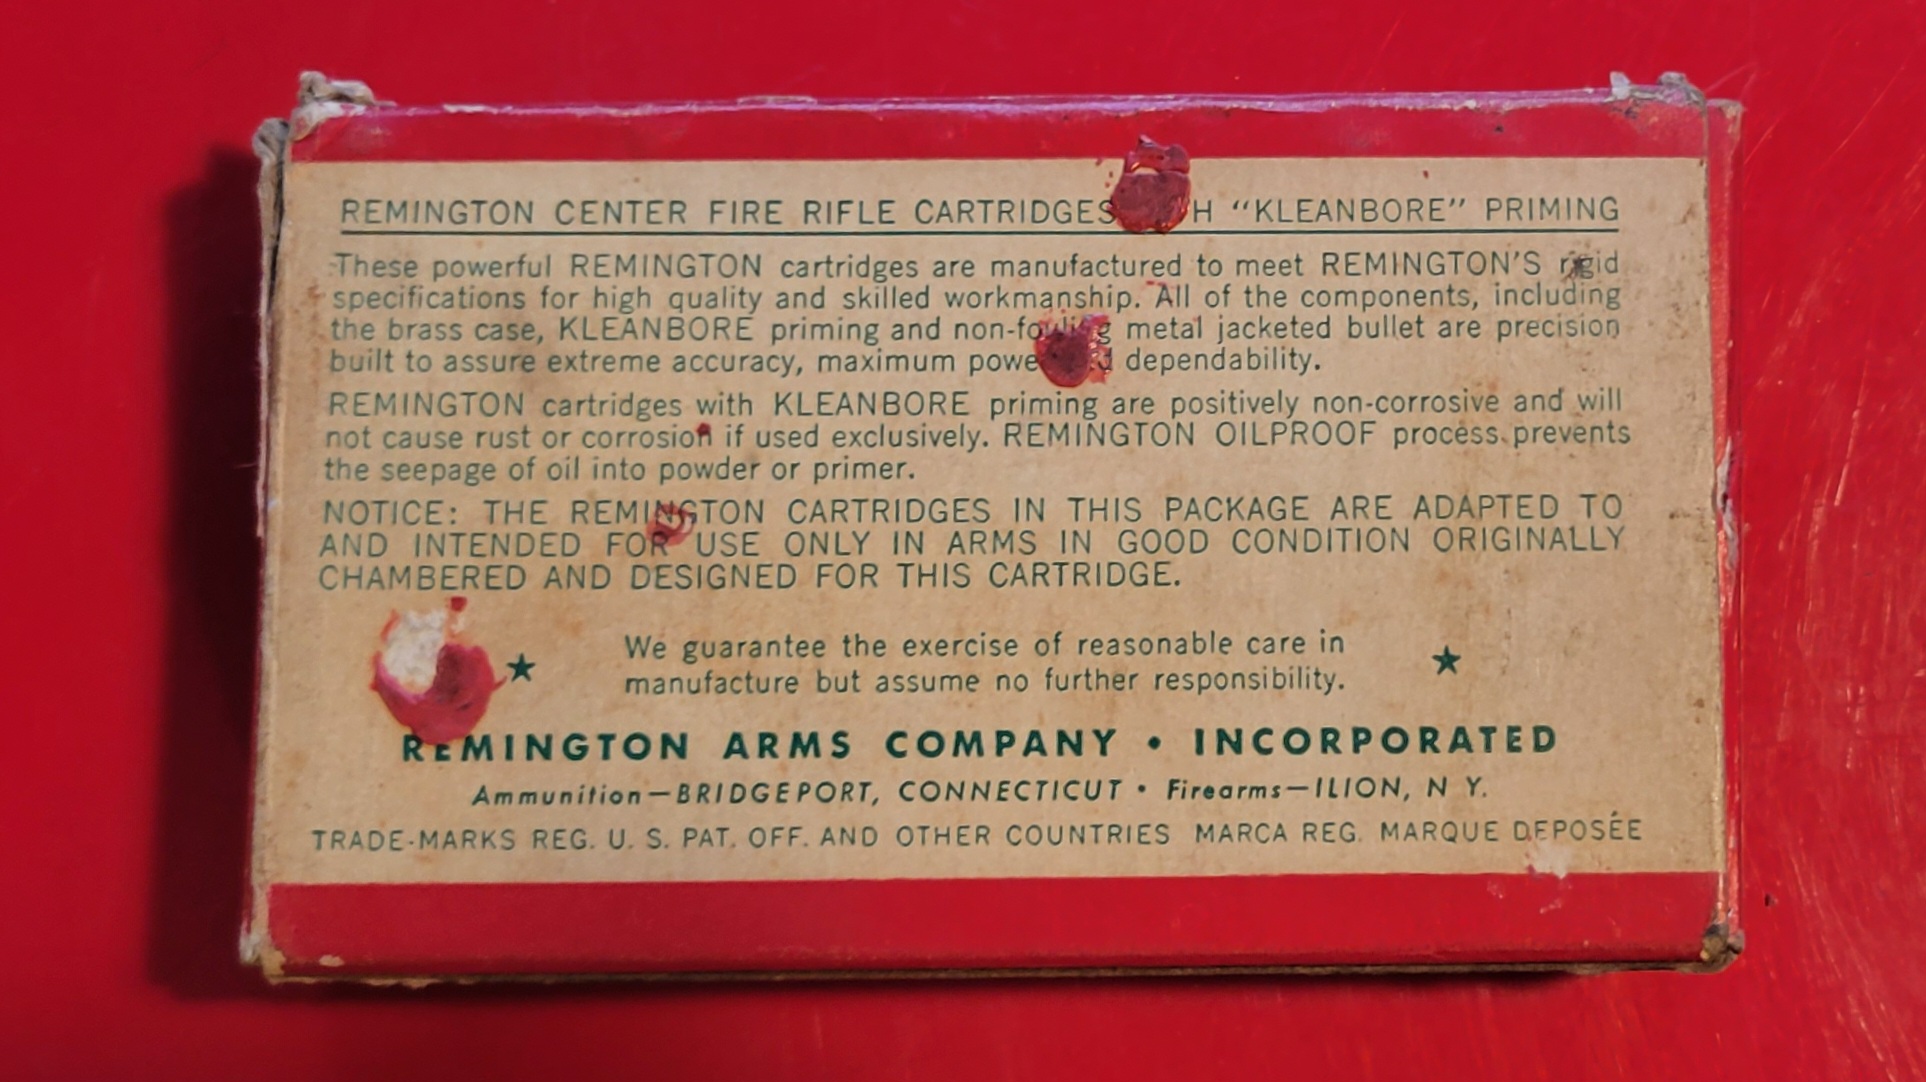 REMINGTON CENTER FIRE RIFLE CARTRIDGES "KLEANBORE" PRIMING
These powerful REMINGTON cartridges are manufactured to meet REMINGTON'S rigid
specifications for high quality and skilled workmanship. All of the components, including
the brass case, KLEANBORE priming and non-fouling metal jacketed bullet are precision
built to assure extreme accuracy, maximum dependability.
REMINGTON cartridges with KLEANBORE priming are positively non-corrosive and will
not cause rust or corrosion if used exclusively. REMINGTON OILPROOF process prevents
the seepage of oil into powder or primer.
NOTICE: THE REMINGTON CARTRIDGES IN THIS PACKAGE ARE ADAPTED TO
AND INTENDED FOR USE ONLY IN ARMS IN GOOD CONDITION ORIGINALLY
CHAMBERED AND DESIGNED FOR THIS CARTRIDGE.
★ We guarantee the exercise of reasonable care in ★
manufacture but assume no further responsibility.
REMINGTON ARMS COMPANY • INCORPORATED
Ammunition—BRIDGEPORT, CONNECTICUT • Firearms—ILION, N Y.
TRADE-MARKS REG. U. S. PAT. OFF. AND OTHER COUNTRIES MARCA REG. MARQUE DEPOSÉE